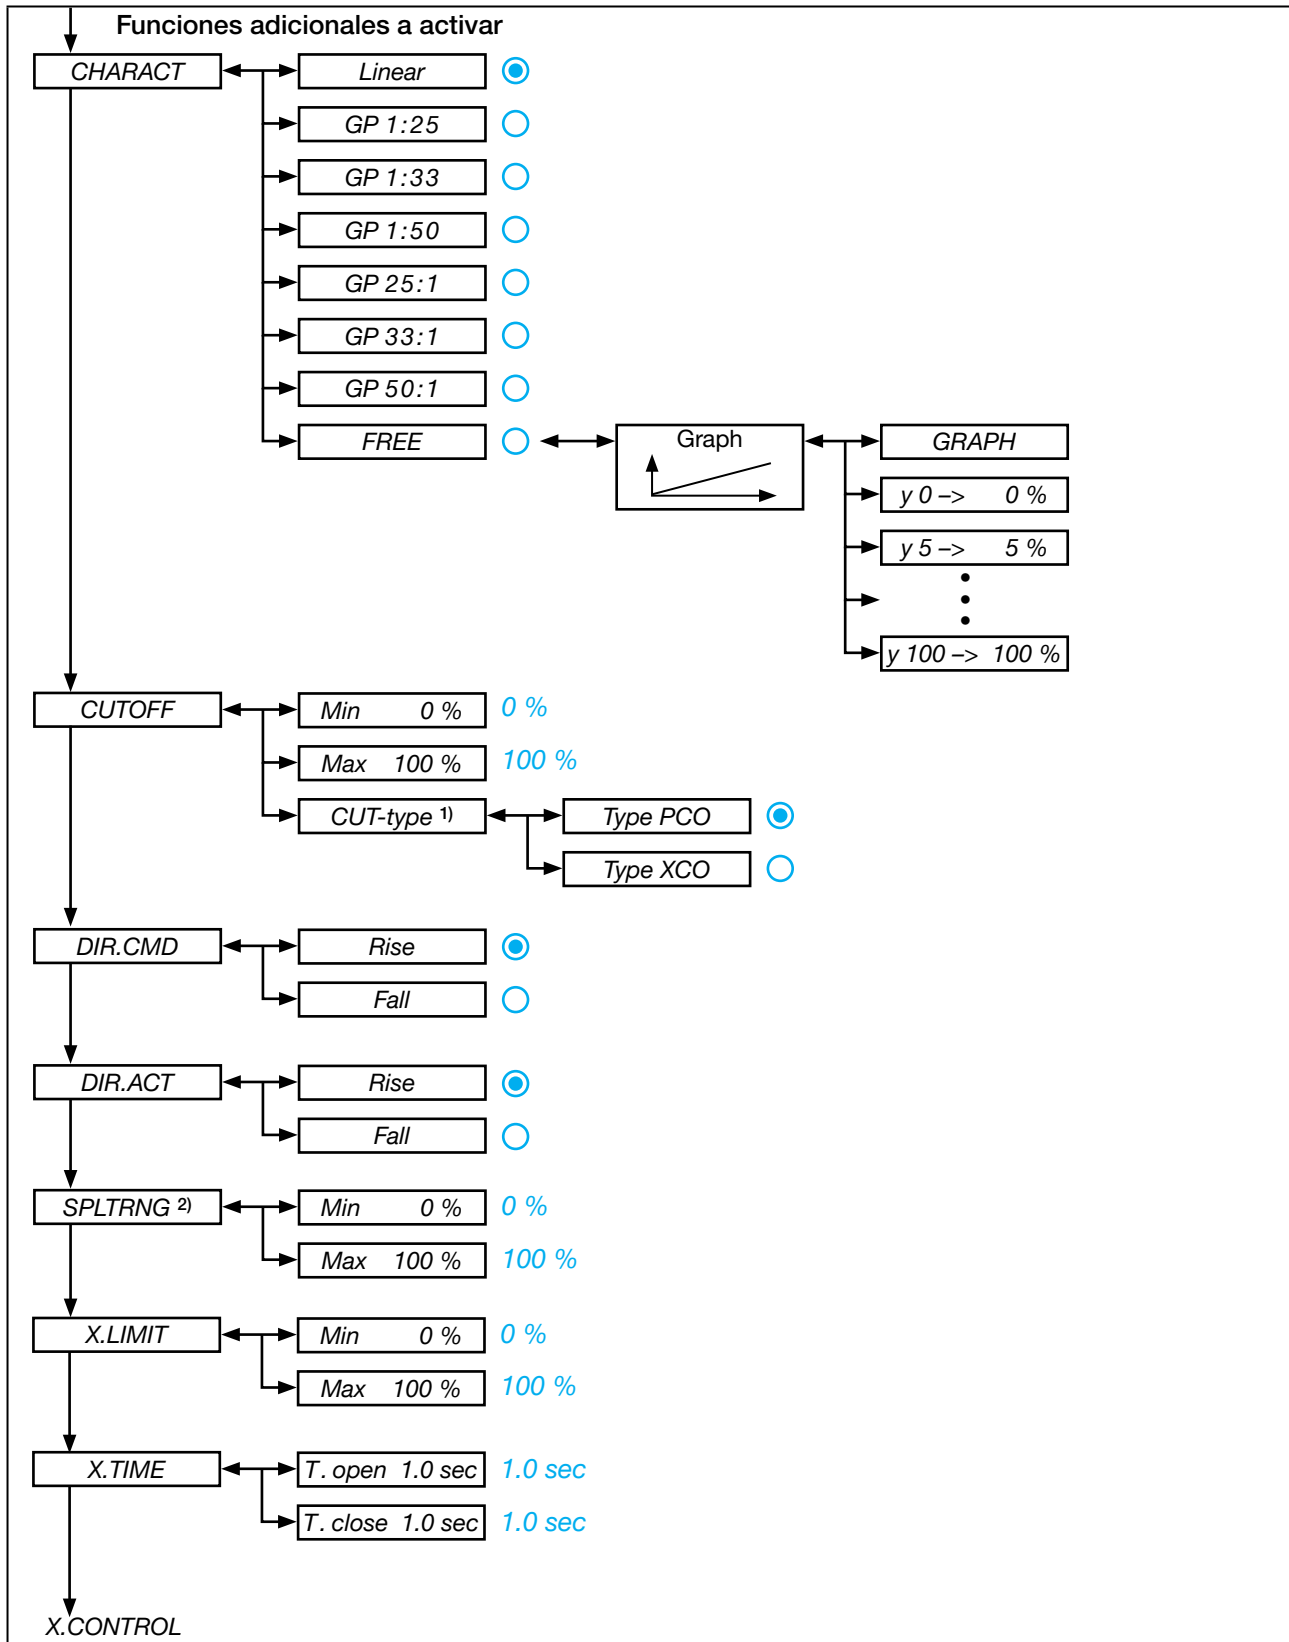 Funciones adicionales a activar
CHARACT
Linear
GP 1:25
GP 1:33
GP 1:50
GP 25:1
GP 33:1
GP 50:1
FREE
Graph
GRAPH
y 0 –> 0 %
y 5 –> 5 %
y 100 –> 100 %
CUTOFF
Min 0 % 0 %
Max 100 % 100 %
CUT-type 1)
Type PCO
Type XCO
DIR.CMD
Rise
Fall
DIR.ACT
Rise
Fall
SPLTRNG 2)
Min 0 % 0 %
Max 100 % 100 %
X.LIMIT
Min 0 % 0 %
Max 100 % 100 %
X.TIME
T. open 1.0 sec 1.0 sec
T. close 1.0 sec 1.0 sec
X.CONTROL